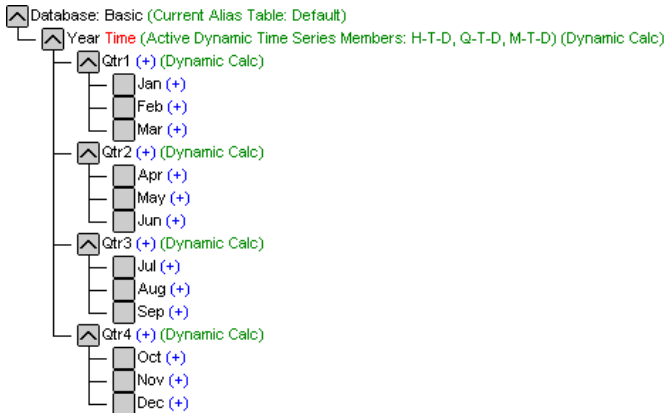 Database: Basic (Current Alias Table: Default)
Year Time (Active Dynamic Time Series Members: H-T-D, Q-T-D, M-T-D) (Dynamic Calc)
Qtr1 (+) (Dynamic Calc)
Jan (+)
Feb (+)
Mar (+)
Qtr2 (+) (Dynamic Calc)
Apr (+)
May (+)
Jun (+)
Qtr3 (+) (Dynamic Calc)
Jul (+)
Aug (+)
Sep (+)
Qtr4 (+) (Dynamic Calc)
Oct (+)
Nov (+)
Dec (+)